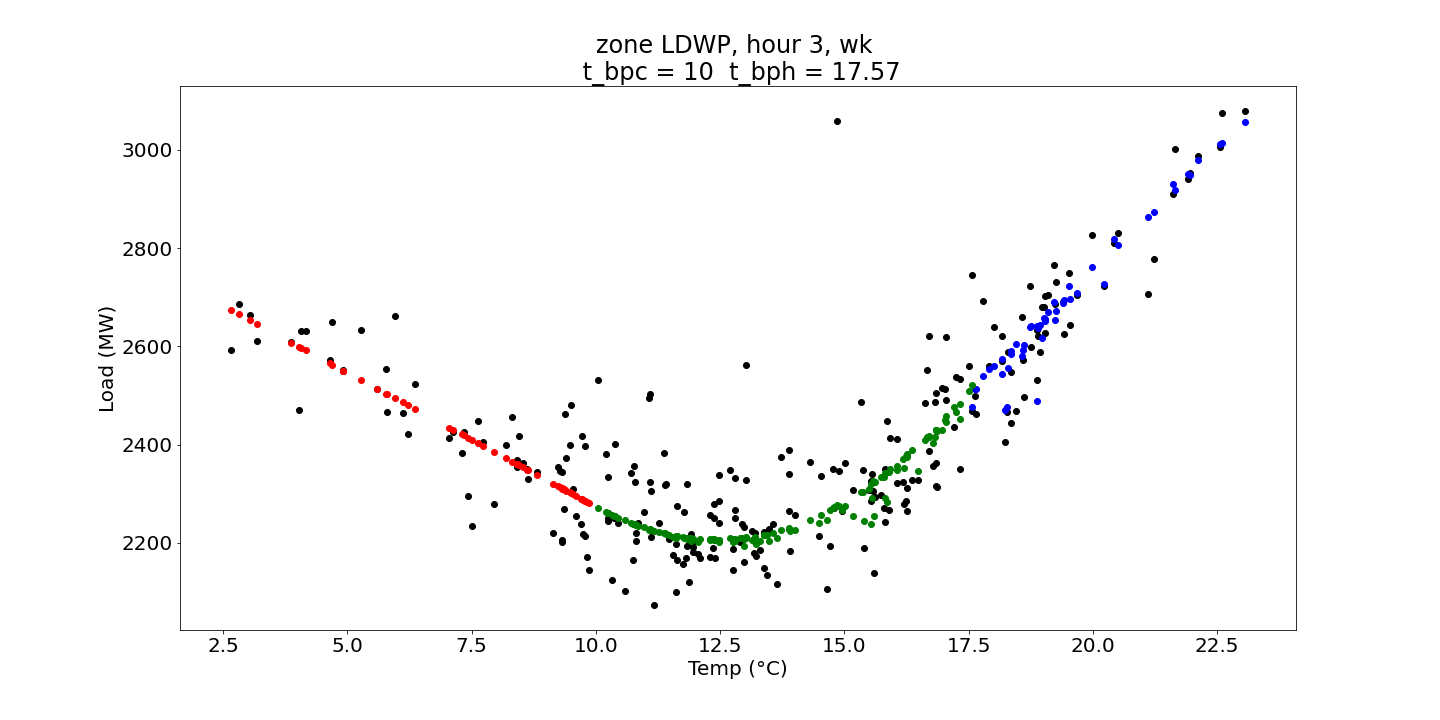 zone LDWP, hour 3, wk
t_bpc = 10  t_bph = 17.57
3000
2800
2600
2400
2200
Load (MW)
2.5 5.0 7.5 10.0 12.5 15.0 17.5 20.0 22.5
Temp (°C)